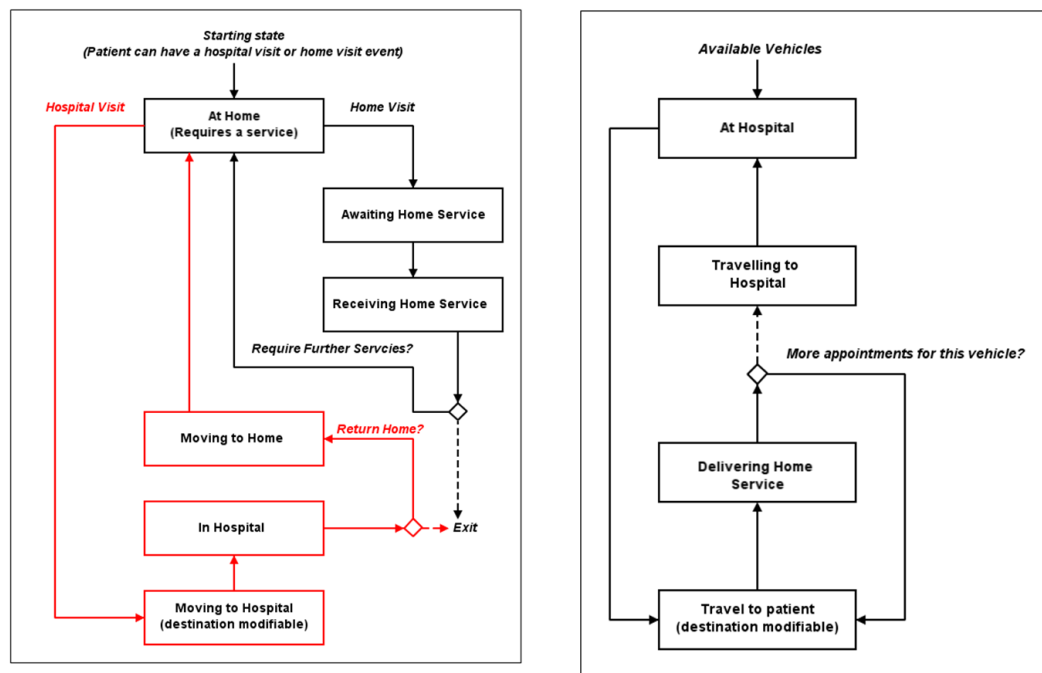 Starting state
(Patient can have a hospital visit or home visit event)
Hospital Visit
Home Visit
At Home
(Requires a service)
Awaiting Home Service
Receiving Home Service
Require Further Servcies?
Moving to Home
Return Home?
In Hospital
Exit
Moving to Hospital
(destination modifiable)
Available Vehicles
At Hospital
Travelling to
Hospital
More appointments for this vehicle?
Delivering Home
Service
Travel to patient
(destination modifiable)